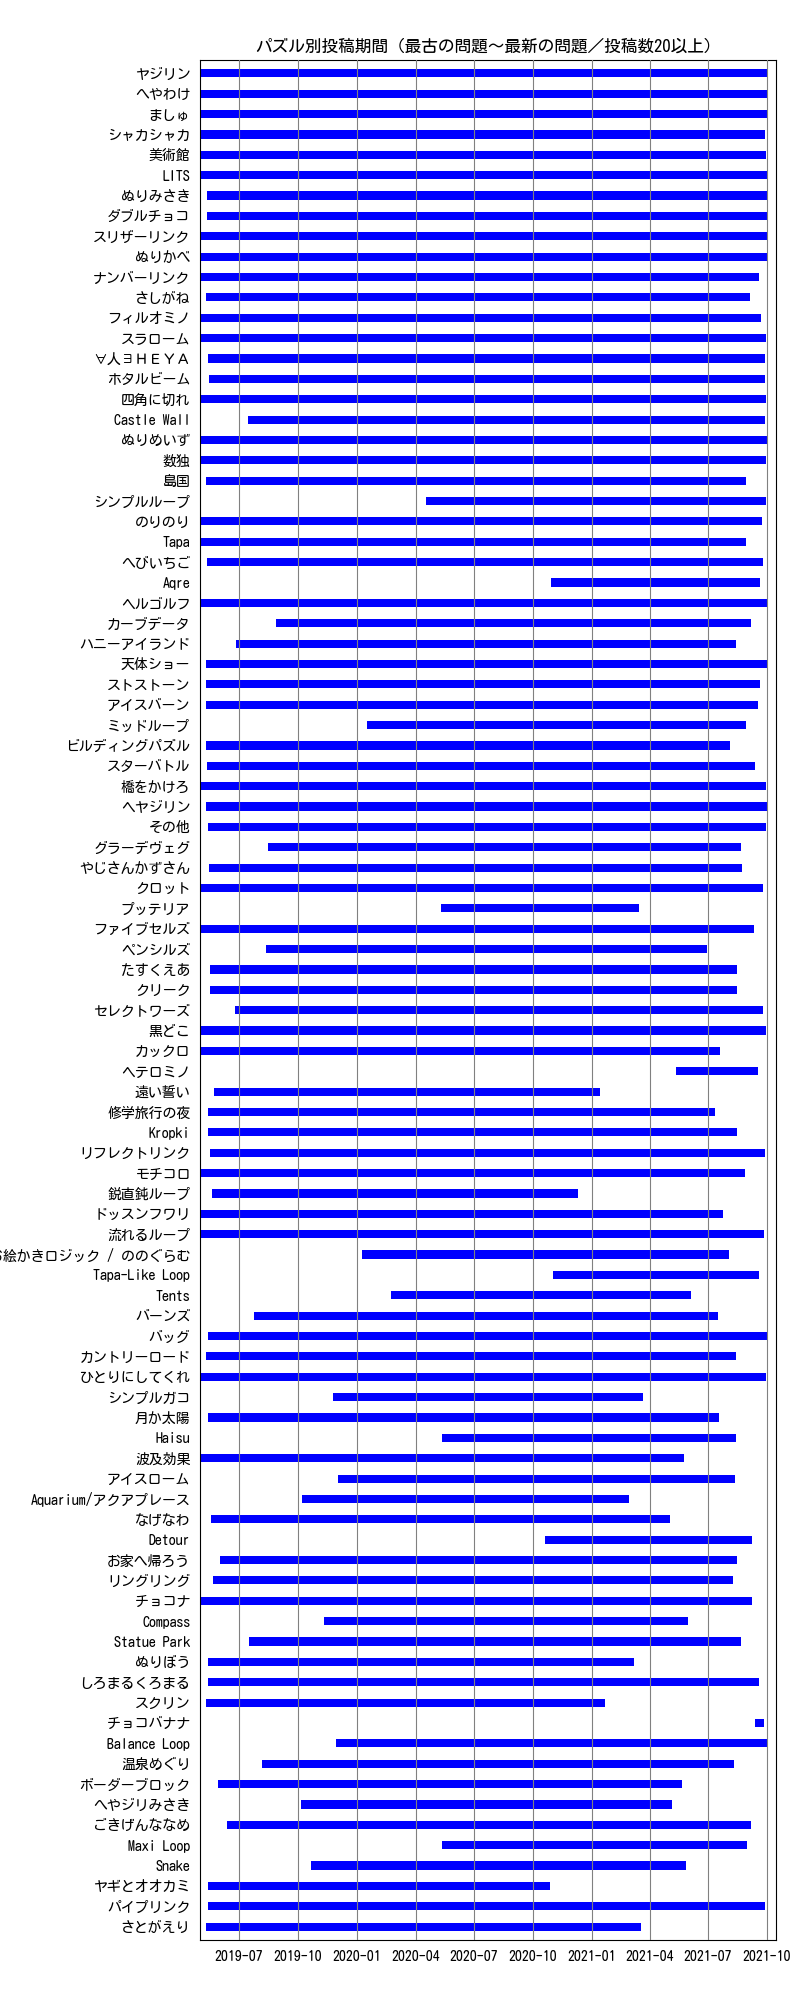 パズル別投稿期間（最古の問題～最新の問題／投稿数20以上）
ヤジリン
へやわけ
ましゅ
シャカシャカ
美術館
LITS
ぬりみさき
ダブルチョコ
スリザーリンク
ぬりかべ
ナンバーリンク
さしがね
フィルオミノ
スラローム
∀人∃ＨＥＹＡ
ホタルビーム
四角に切れ
Castle Wall
ぬりめいず
数独
島国
シンプルループ
のりのり
Tapa
へびいちご
Aqre
ヘルゴルフ
カーブデータ
ハニーアイランド
天体ショー
ストストーン
アイスバーン
ミッドループ
ビルディングパズル
スターバトル
橋をかけろ
ヘヤジリン
その他
グラーデヴェグ
やじさんかずさん
クロット
プッテリア
ファイブセルズ
ペンシルズ
たすくえあ
クリーク
セレクトワーズ
黒どこ
カックロ
ヘテロミノ
遠い誓い
修学旅行の夜
Kropki
リフレクトリンク
モチコロ
鋭直鈍ループ
ドッスンフワリ
流れるループ
絵かきロジック / ののぐらむ
Tapa-Like Loop
Tents
バーンズ
バッグ
カントリーロード
ひとりにしてくれ
シンプルガコ
月か太陽
Haisu
波及効果
アイスローム
Aquarium/アクアプレース
なげなわ
Detour
お家へ帰ろう
リングリング
チョコナ
Compass
Statue Park
ぬりぼう
しろまるくろまる
スクリン
チョコバナナ
Balance Loop
温泉めぐり
ボーダーブロック
へやジリみさき
ごきげんななめ
Maxi Loop
Snake
ヤギとオオカミ
パイプリンク
さとがえり
2019-07 2019-10 2020-01 2020-04 2020-07 2020-10 2021-01 2021-04 2021-07 2021-10